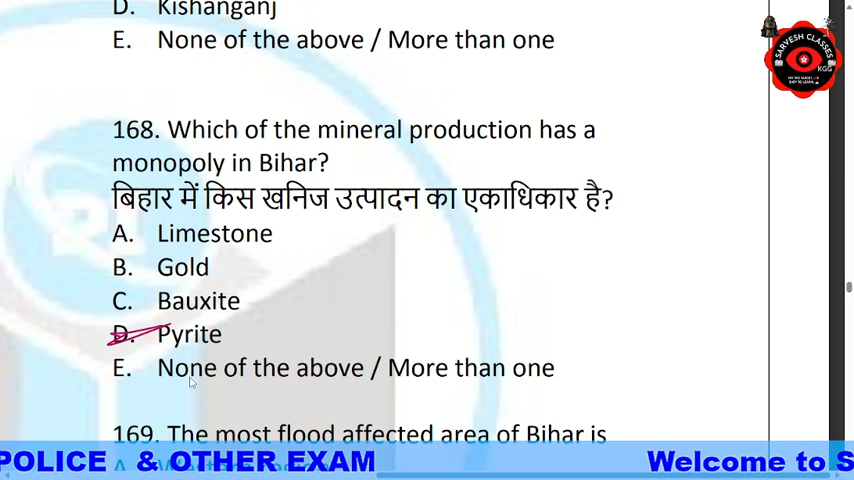 D. Kishanganj
E. None of the above / More than one
SARVESH CLASSES
KGG
168. Which of the mineral production has a
monopoly in Bihar?
बिहार में किस खनिज उत्पादन का एकाधिकार है?
A. Limestone
B. Gold
C. Bauxite
D. Pyrite
E. None of the above / More than one
169. The most flood affected area of Bihar is
POLICE & OTHER EXAM Welcome to S